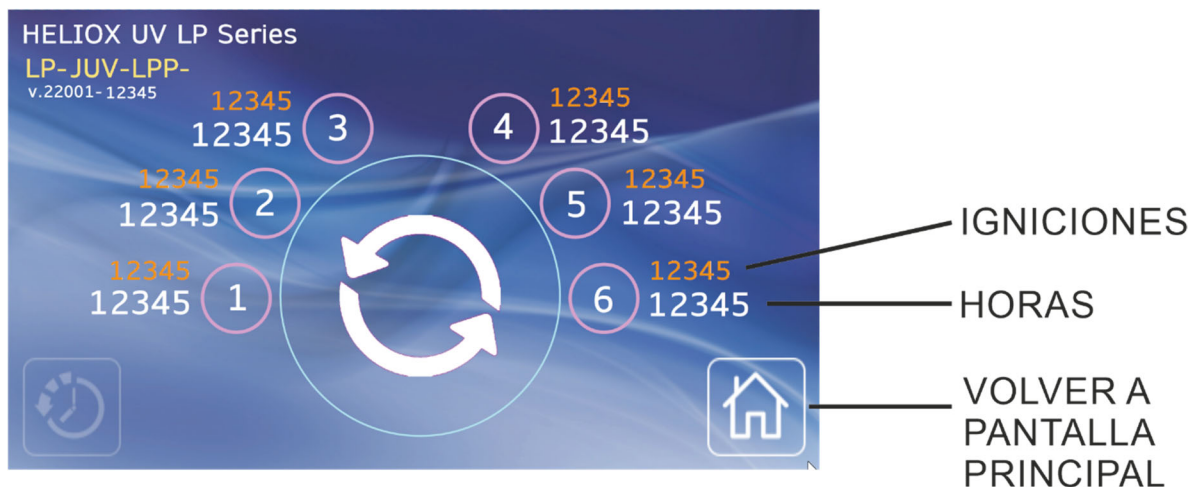 HELIOX UV LP Series
LP-JUV-LPP-
v.22001-12345
12345
12345
3
12345
4
12345
12345
12345
2
12345
5
12345
12345
12345
1
12345
6
12345
IGNICIONES
HORAS
VOLVER A
PANTALLA
PRINCIPAL